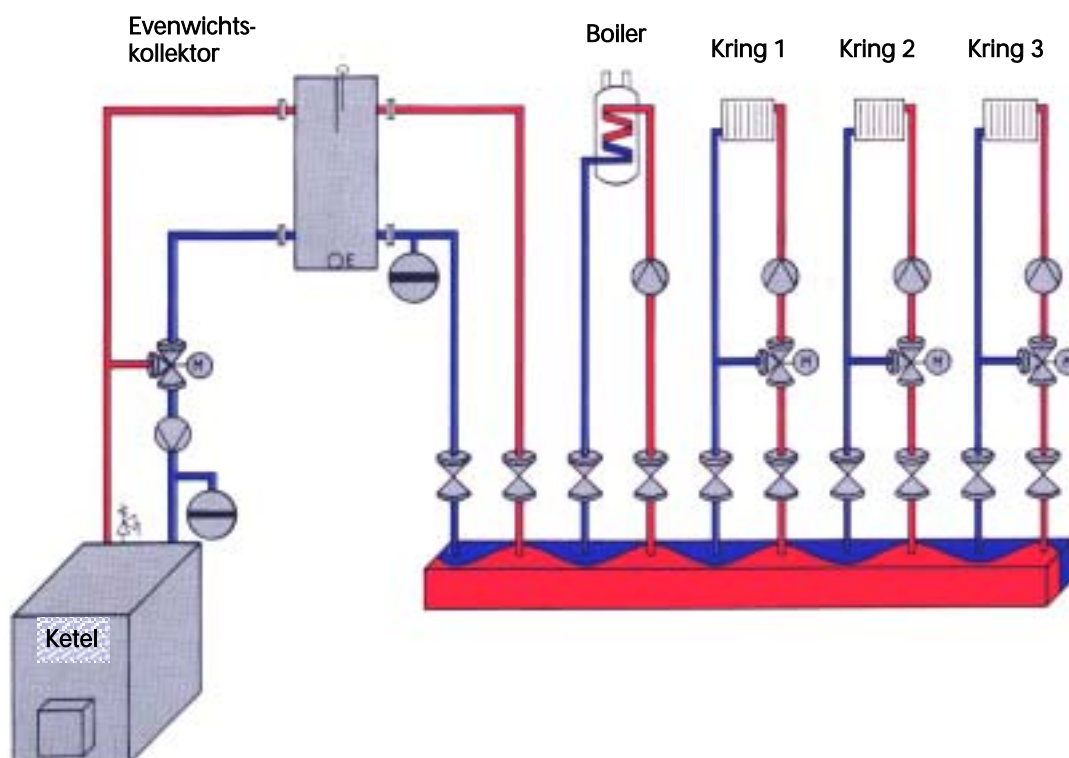 Evenwichts-
kollektor
Boiler
Kring 1
Kring 2
Kring 3
E
M
M
M
M
Ketel